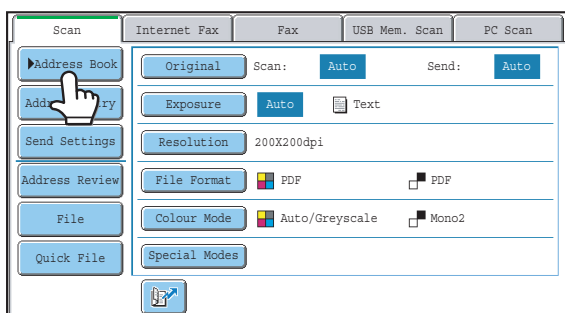 Scan Internet Fax Fax USB Mem. Scan PC Scan
Address Book Original Scan: Auto Send: Auto
Exposure Auto Text
Send Settings Resolution 200X200dpi
Address Review File Format PDF PDF
File Colour Mode Auto/Greyscale Mono2
Quick File Special Modes